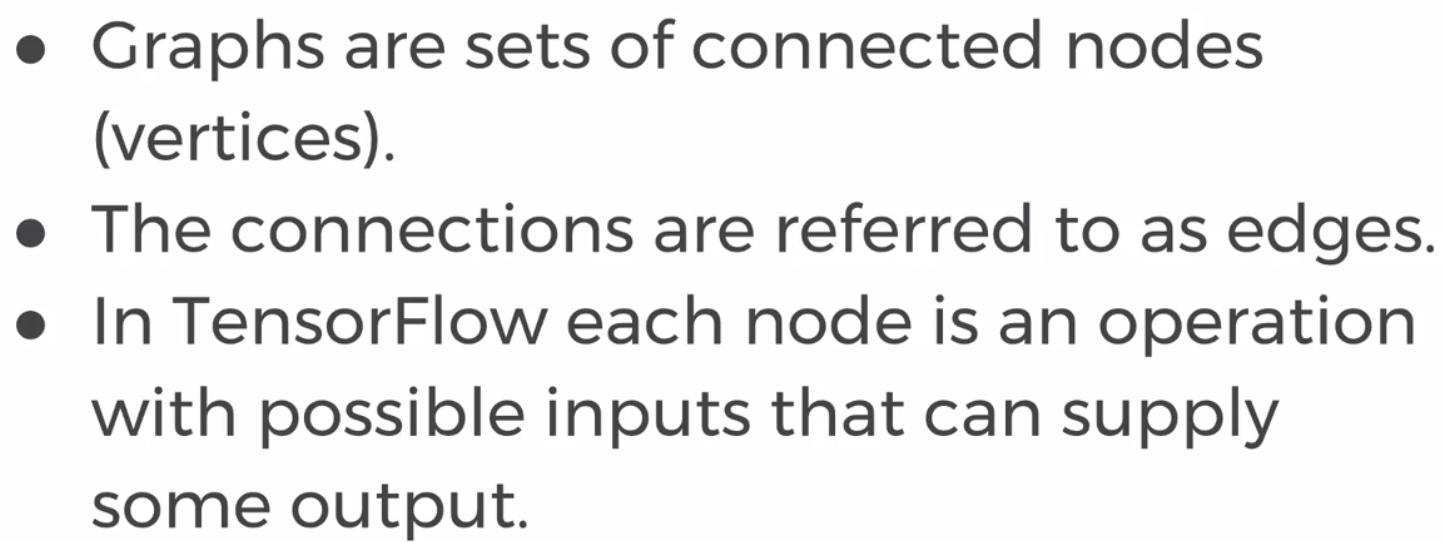 ● Graphs are sets of connected nodes
(vertices).
● The connections are referred to as edges.
● In TensorFlow each node is an operation
with possible inputs that can supply
some output.